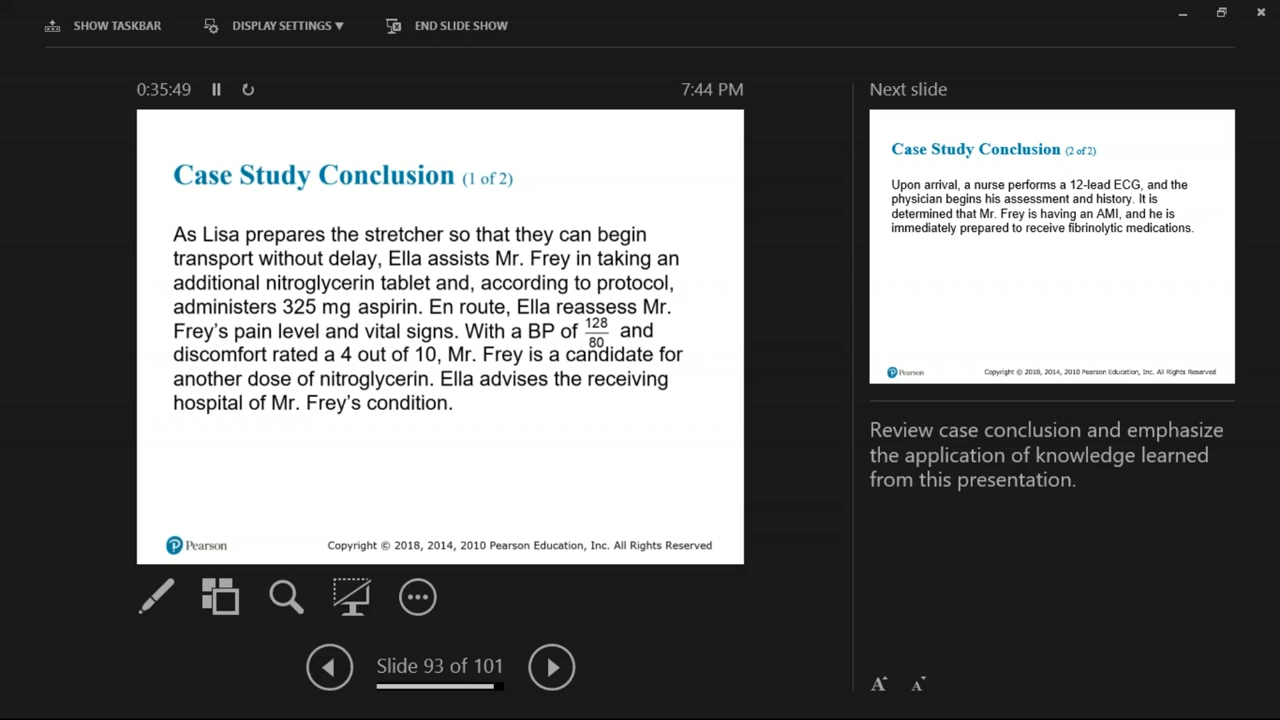 SHOW TASKBAR
DISPLAY SETTINGS ▼
END SLIDE SHOW
0:35:49
7:44 PM
Case Study Conclusion (1 of 2)
As Lisa prepares the stretcher so that they can begin
transport without delay, Ella assists Mr. Frey in taking an
additional nitroglycerin tablet and, according to protocol,
administers 325 mg aspirin. En route, Ella reassess Mr.
Frey's pain level and vital signs. With a BP of 128/80 and
discomfort rated a 4 out of 10, Mr. Frey is a candidate for
another dose of nitroglycerin. Ella advises the receiving
hospital of Mr. Frey's condition.
Pearson
Copyright © 2018, 2014, 2010 Pearson Education, Inc. All Rights Reserved
Slide 93 of 101
Next slide
Case Study Conclusion (2 of 2)
Upon arrival, a nurse performs a 12-lead ECG, and the
physician begins his assessment and history. It is
determined that Mr. Frey is having an AMI, and he is
immediately prepared to receive fibrinolytic medications.
Pearson
Copyright © 2018, 2014, 2010 Pearson Education, Inc. All Rights Reserved
Review case conclusion and emphasize
the application of knowledge learned
from this presentation.
A A